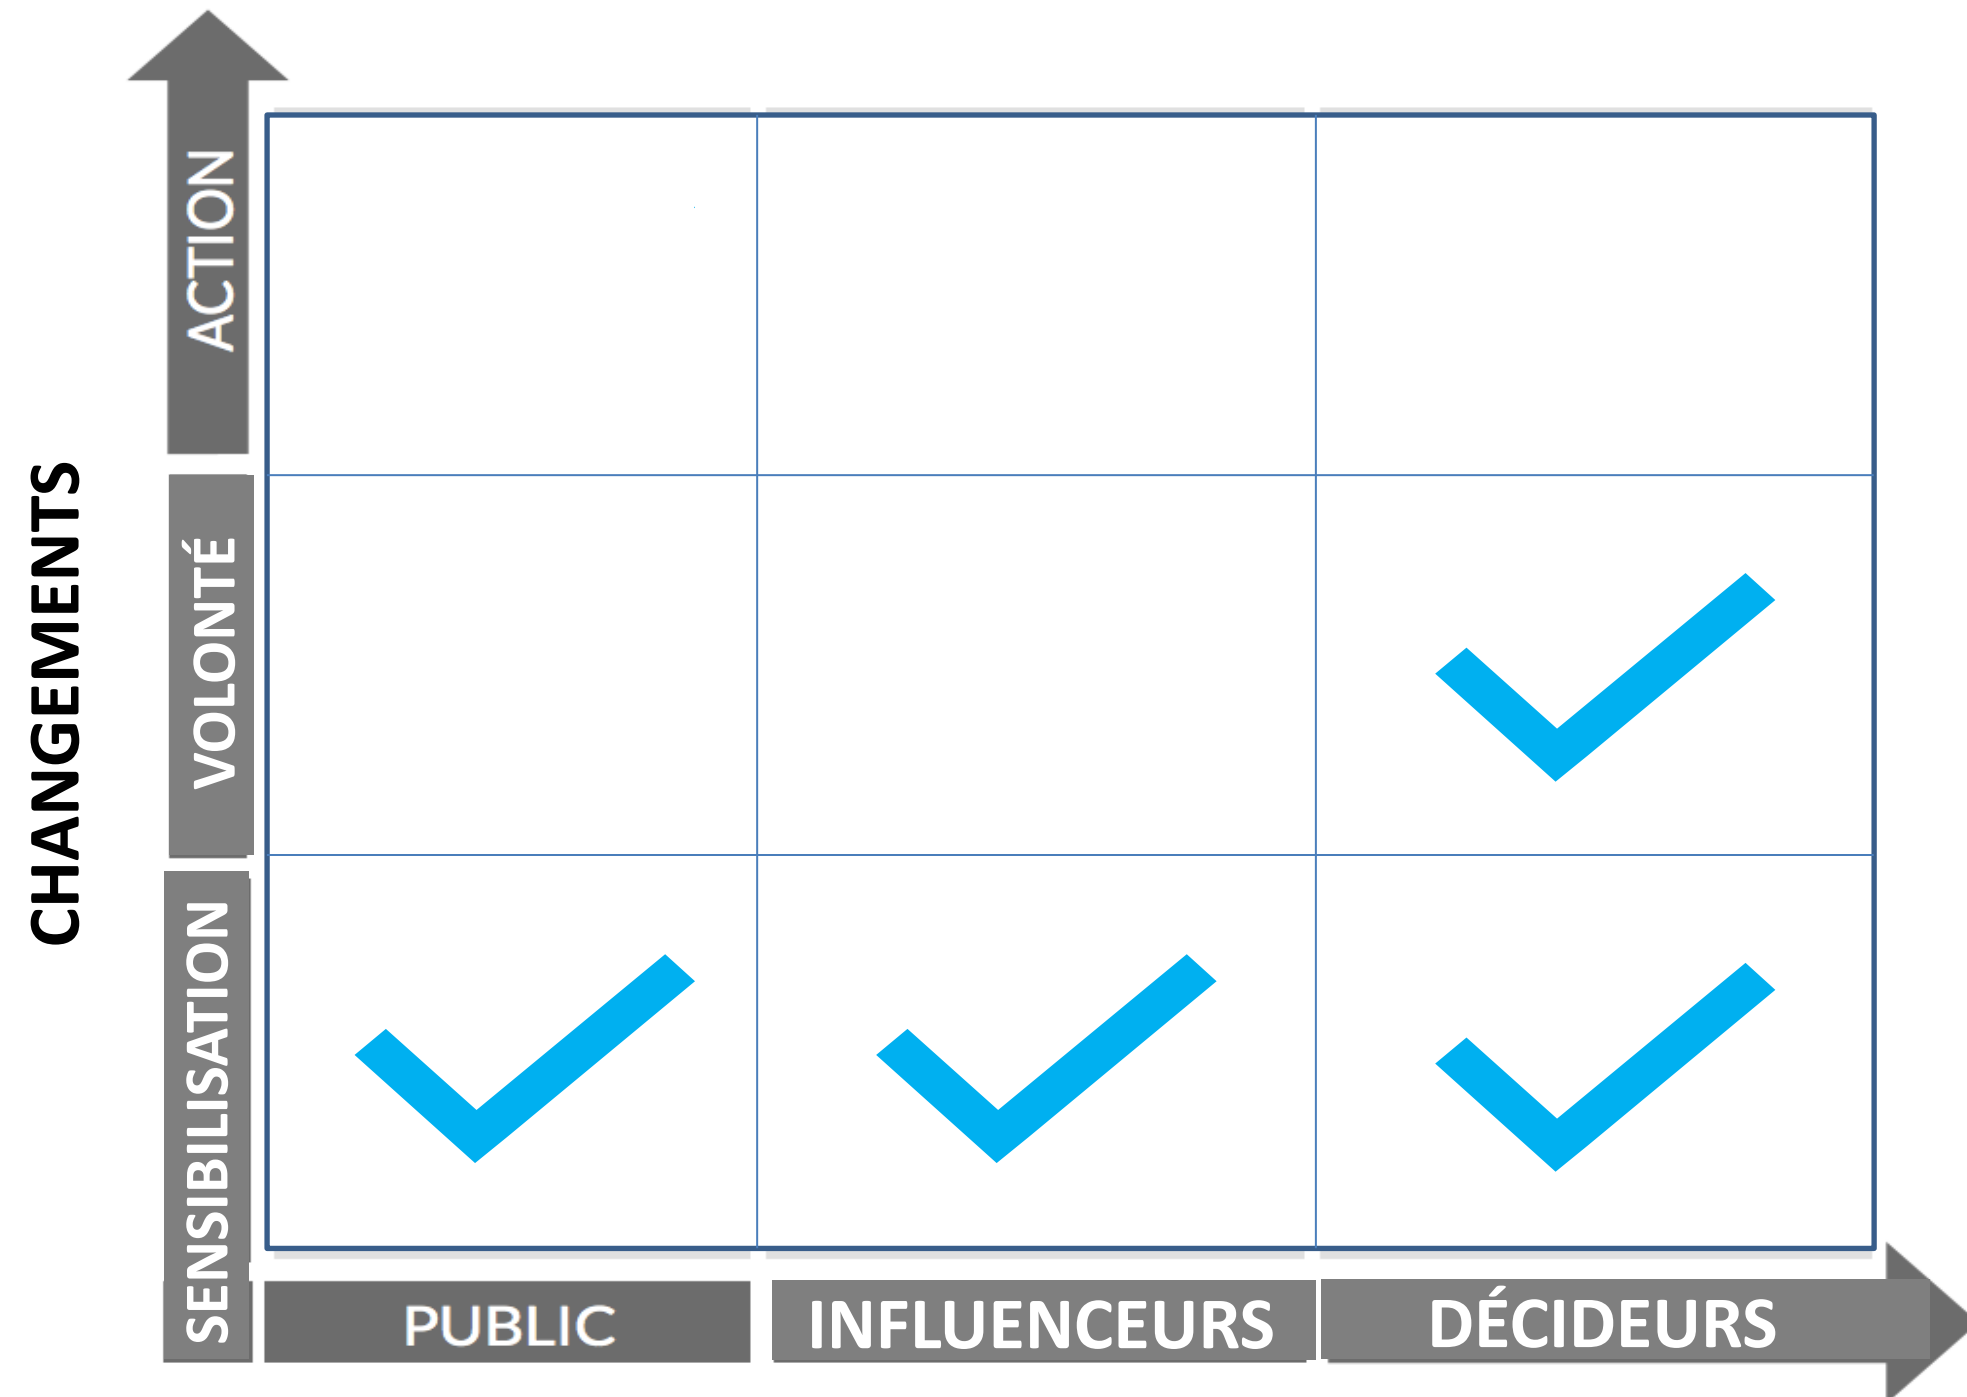 CHANGEMENTS
ACTION
VOLONTÉ
SENSIBILISATION
PUBLIC
INFLUENCEURS
DÉCIDEURS